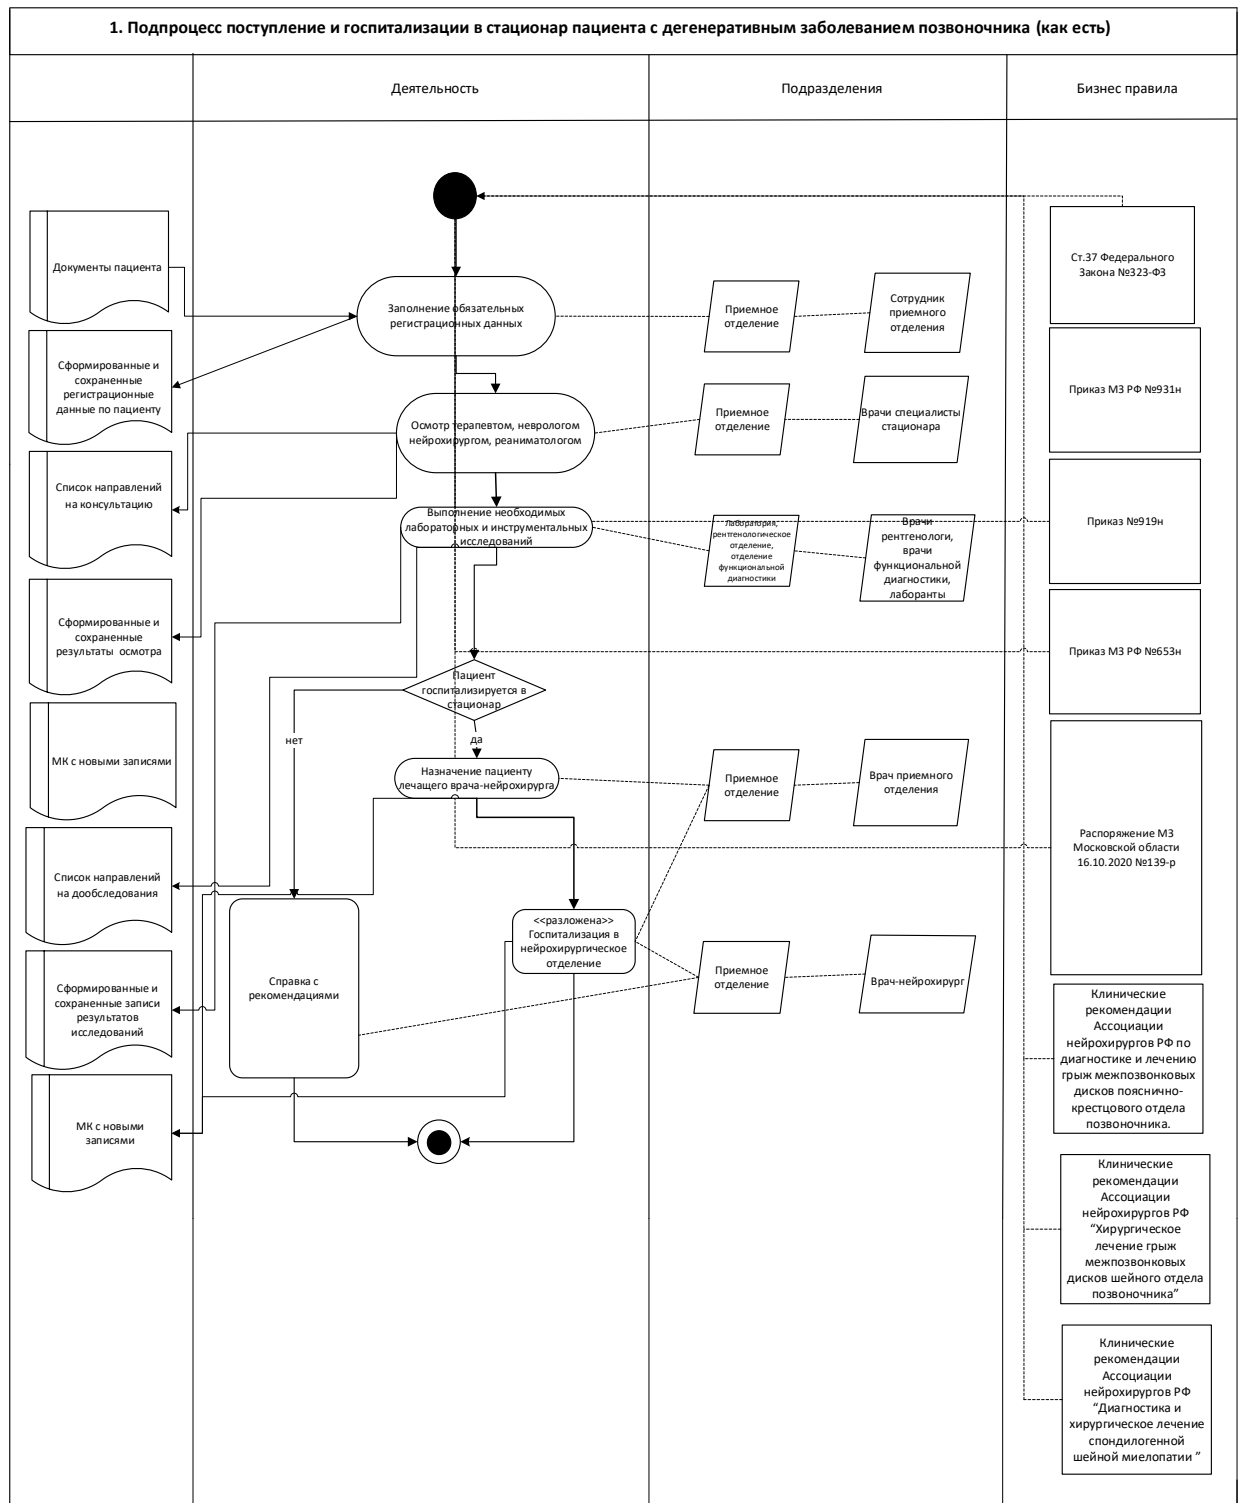 1. Подпроцесс поступление и госпитализации в стационар пациента с дегенеративным заболеванием позвоночника (как есть)
Деятельность
Подразделения
Бизнес правила
Документы пациента
Сформированные и
сохраненные
регистрационные
данные по пациенту
Список направлений
на консультацию
Сформированные и
сохраненные
результаты осмотра
МК с новыми записями
Список направлений
на дообследования
Сформированные и
сохраненные записи
результатов
исследований
МК с новыми
записями
Заполнение обязательных
регистрационных данных
Осмотр терапевтом, неврологом
нейрохирургом, реаниматологом
Выполнение необходимых
лабораторных и инструментальных
исследований
Пациент
госпитализируется в
стационар
нет
да
Назначение пациенту
лечащего врача-нейрохирурга
<<разложена>>
Госпитализация в
нейрохирургическое
отделение
Справка с
рекомендациями
Приемное
отделение
Сотрудник
приемного
отделения
Приемное
отделение
Врачи специалисты
стационара
Лаборатория,
рентгенологическое
отделение,
отделение
функциональной
диагностики
Врачи
рентгенологи,
врачи
функциональной
диагностики,
лаборанты
Приемное
отделение
Врач приемного
отделения
Приемное
отделение
Врач-нейрохирург
Ст.37 Федерального
Закона №323-ФЗ
Приказ МЗ РФ №931н
Приказ №919н
Приказ МЗ РФ №653н
Распоряжение МЗ
Московской области
16.10.2020 №139-р
Клинические
рекомендации
Ассоциации
нейрохирургов РФ по
диагностике и лечению
грыж межпозвонковых
дисков пояснично-
крестцового отдела
позвоночника.
Клинические
рекомендации
Ассоциации
нейрохирургов РФ
“Хирургическое
лечение грыж
межпозвонковых
дисков шейного отдела
позвоночника”
Клинические
рекомендации
Ассоциации
нейрохирургов РФ
“Диагностика и
хирургическое лечение
спондилогенной
шейной миелопатии ”